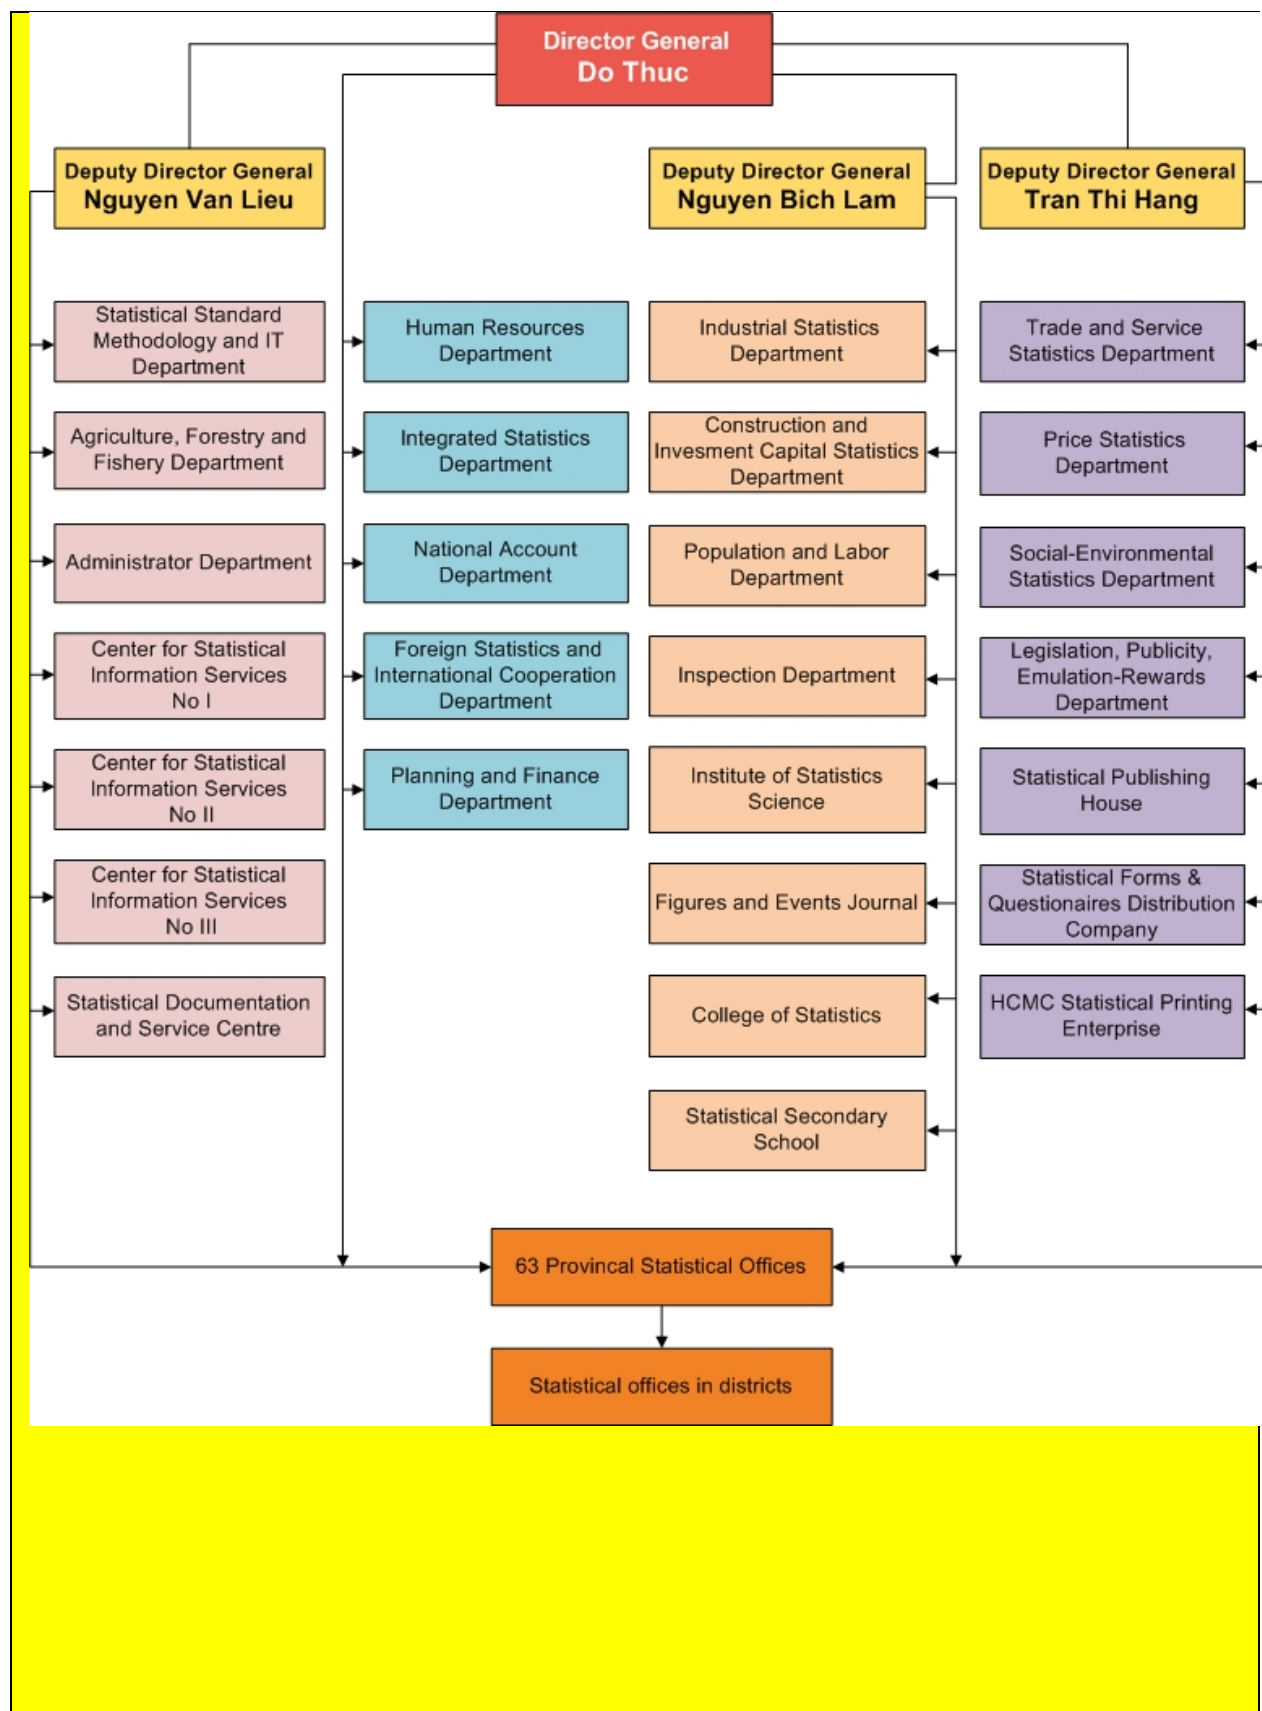 Director General
Do Thuc
Deputy Director General
Nguyen Van Lieu
Deputy Director General
Nguyen Bich Lam
Deputy Director General
Tran Thi Hang
Statistical Standard
Methodology and IT
Department
Agriculture, Forestry and
Fishery Department
Administrator Department
Center for Statistical
Information Services
No I
Center for Statistical
Information Services
No II
Center for Statistical
Information Services
No III
Statistical Documentation
and Service Centre
Human Resources
Department
Integrated Statistics
Department
National Account
Department
Foreign Statistics and
International Cooperation
Department
Planning and Finance
Department
Industrial Statistics
Department
Construction and
Invesment Capital Statistics
Department
Population and Labor
Department
Inspection Department
Institute of Statistics
Science
Figures and Events Journal
College of Statistics
Statistical Secondary
School
Trade and Service
Statistics Department
Price Statistics
Department
Social-Environmental
Statistics Department
Legislation, Publicity,
Emulation-Rewards
Department
Statistical Publishing
House
Statistical Forms &
Questionaires Distribution
Company
HCMC Statistical Printing
Enterprise
63 Provincal Statistical Offices
Statistical offices in districts